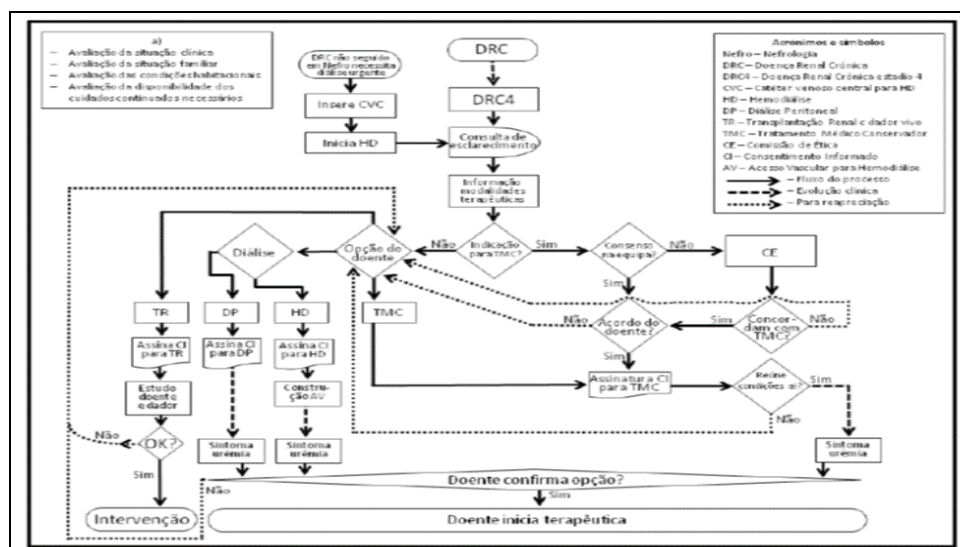 a)
– Avaliação da situação clínica
– Avaliação da situação familiar
– Avaliação das condições habitacionais
– Avaliação da disponibilidade dos
cuidados continuados necessários
DRC não seguido
em Nefro necessita
diálise urgente
Insere CVC
Inicia HD
DRC
DRC4
Consulta de
esclarecimento
Informação
modalidades
terapêuticas
Acrónimos e símbolos
Nefro – Nefrologia
DRC – Doença Renal Crónica
DRC4 – Doença Renal Crónica estadio 4
CVC – Catéter venoso central para HD
HD – Hemodiálise
DP – Diálise Peritoneal
TR – Transplantação Renal c dador vivo
TMC – Tratamento Médico Conservador
CE – Comissão de Ética
CI – Consentimento Informado
AV – Acesso Vascular para Hemodiálise
– Fluxo do processo
– Evolução clínica
– Para reapreciação
Diálise
Opção do
doente
Não
Indicação
para TMC?
Sim
Consenso
na equipa?
Não
CE
Sim
TR
DP
HD
TMC
Não
Acordo do
doente?
Sim
Concor-
dam com
TMC?
Não
Assina CI
para TR
Assina CI
para DP
Assina CI
para HD
Sim
Estudo
doente
e dador
Constru-
ção AV
Assinatura CI
para TMC
Reúne
condições a)?
Sim
Não
Não
OK?
Sim
Sintoma
urémia
Sintoma
urémia
Sintoma
urémia
Doente confirma opção?
Não
Sim
Intervenção
Doente inicia terapêutica